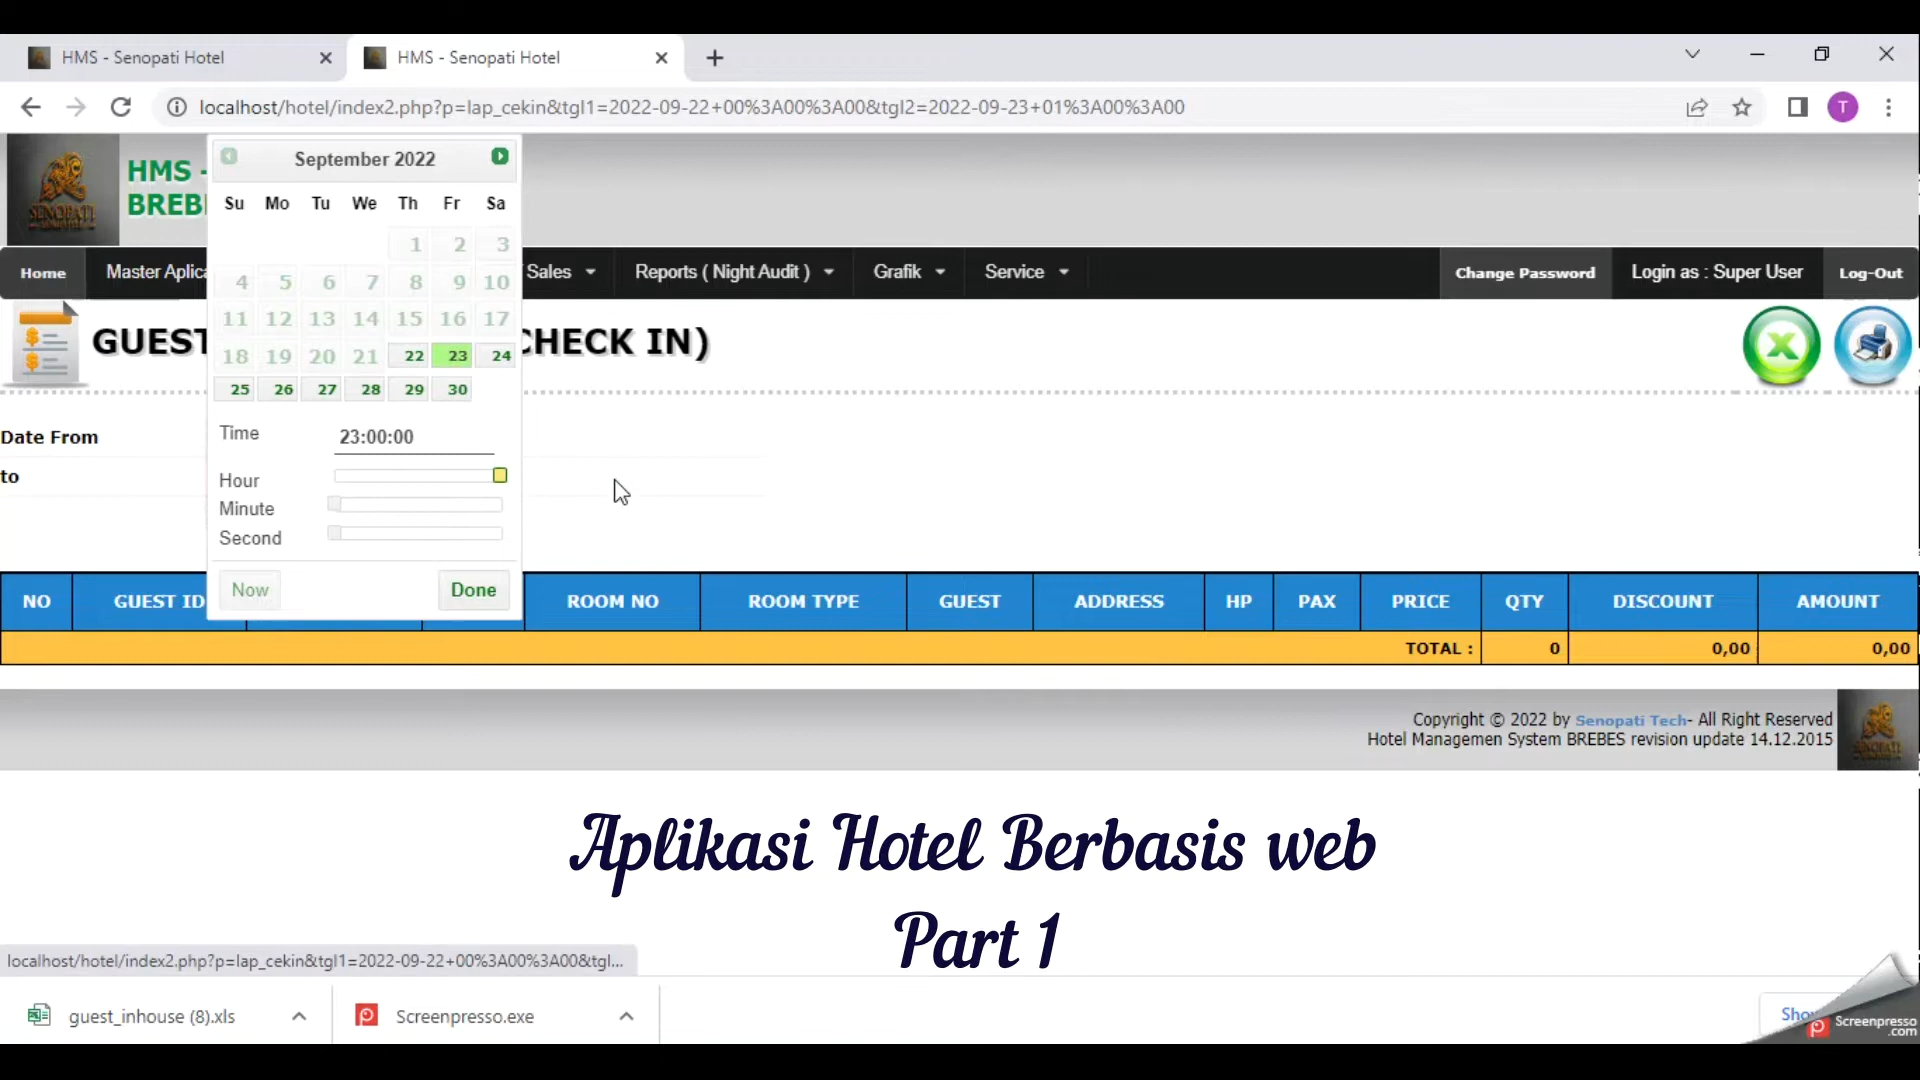 HMS - Senopati Hotel
HMS - Senopati Hotel
localhost/hotel/index2.php?p=lap_cekin&tgl1=2022-09-22+00%3A00%3A00&tgl2=2022-09-23+01%3A00%3A00
T
SENOPATI
HMS -
BREB
September 2022
Su Mo Tu We Th Fr Sa
1 2 3
4 5 6 7 8 9 10
11 12 13 14 15 16 17
18 19 20 21 22 23 24
25 26 27 28 29 30
Time 23:00:00
Hour
Minute
Second
Now Done
Home Master Aplica Sales Reports ( Night Audit ) Grafik Service Change Password Login as : Super User Log-Out
GUEST CHECK IN)
Date From
to
NO GUEST ID ROOM NO ROOM TYPE GUEST ADDRESS HP PAX PRICE QTY DISCOUNT AMOUNT
TOTAL : 0 0,00 0,00
Copyright © 2022 by Senopati Tech- All Right Reserved
Hotel Managemen System BREBES revision update 14.12.2015
SENOPATI
Aplikasi Hotel Berbasis web
Part 1
localhost/hotel/index2.php?p=lap_cekin&tgl1=2022-09-22+00%3A00%3A00&tgl...
guest_inhouse (8).xls
Screenpresso.exe
Sho
Screenpresso
.com